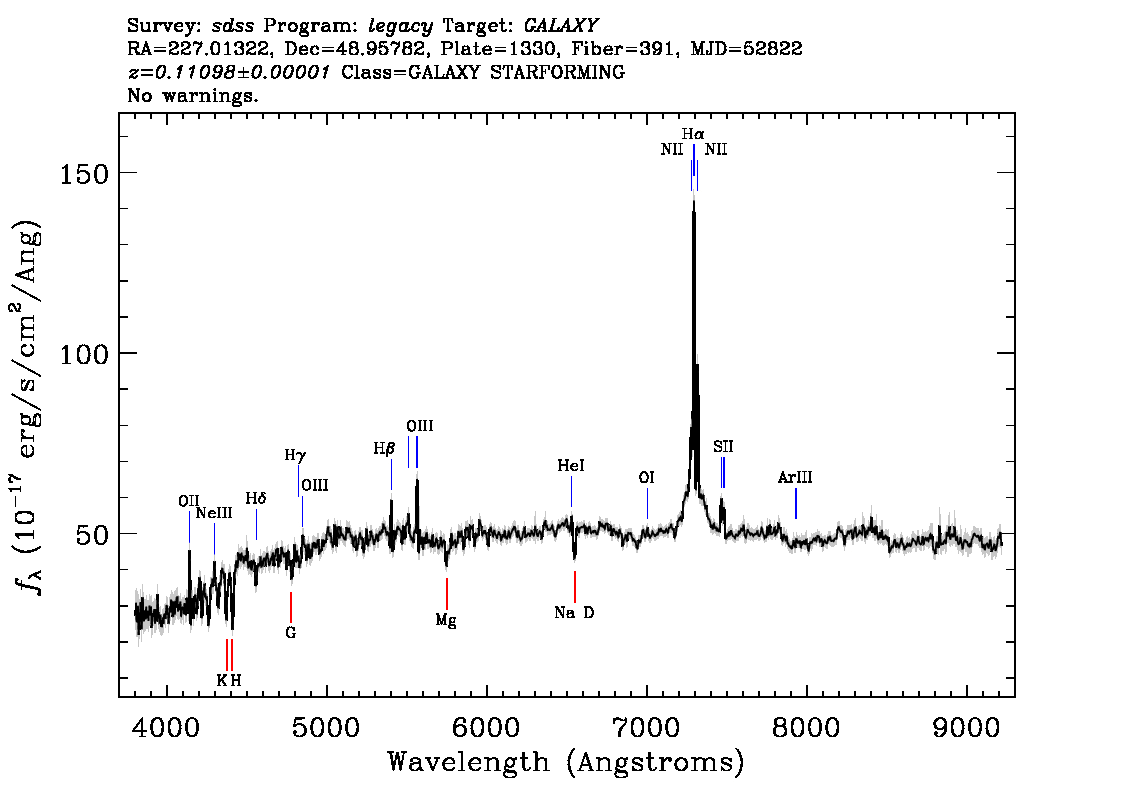 Survey: sdss Program: legacy Target: GALAXY
RA=227.01322, Dec=48.95782, Plate=1330, Fiber=391, MJD=52822
z=0.11098±0.00001 Class=GALAXY STARFORMING
No warnings.
Hα
NII NII
150
100
50
OIII
Hβ
Hγ
HeI
SII
OIII
OI
ArIII
OII
Hδ
NeIII
Na D
Mg
G
K H
4000 5000 6000 7000 8000 9000
Wavelength (Angstroms)
f_λ (10⁻¹⁷ erg/s/cm²/Ang)